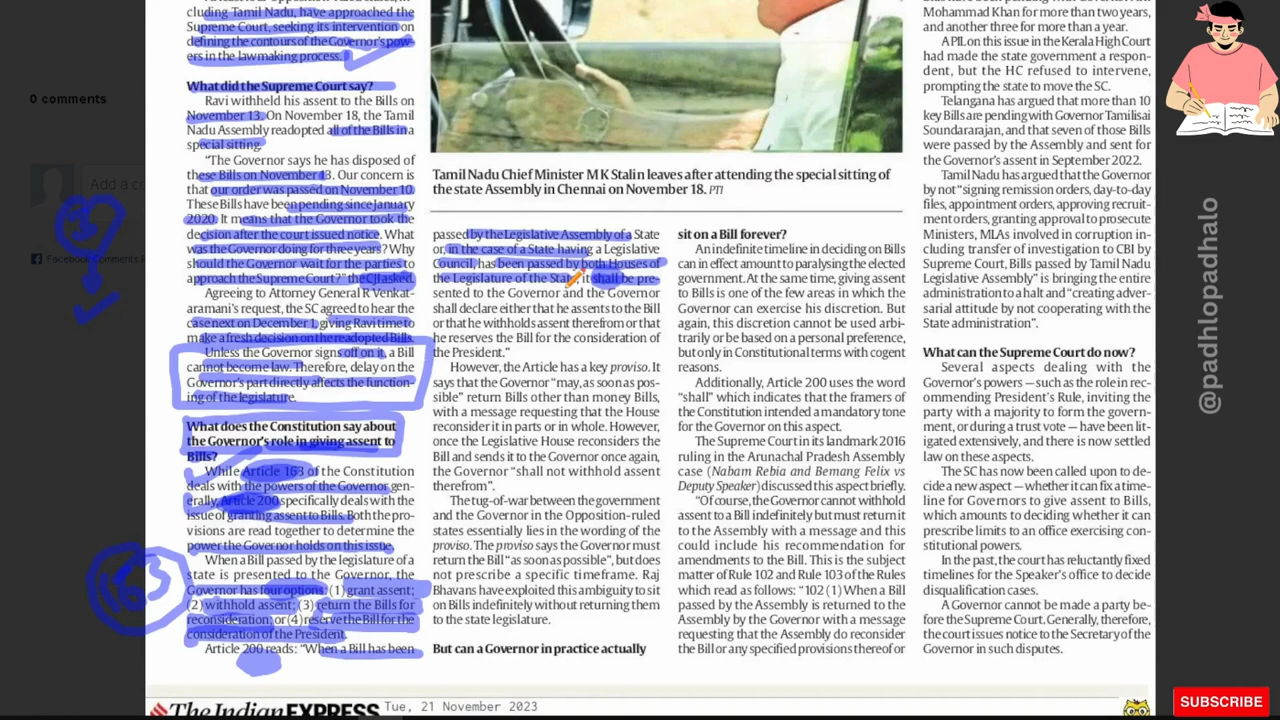 cluding Tamil Nadu, have approached the
Supreme Court, seeking its intervention on
defining the contours of the Governor's pow-
ers in the lawmaking process.
What did the Supreme Court say?
Ravi withheld his assent to the Bills on
November 13. On November 18, the Tamil
Nadu Assembly readopted all of the Bills in a
special sitting.
"The Governor says he has disposed of
these Bills on November 13. Our concern is
that our order was passed on November 10.
These Bills have been pending since January
2020. It means that the Governor took the
decision after the court issued notice. What
was the Governor doing for three years? Why
should the Governor wait for the parties to
approach the Supreme Court?" the CJI asked.
Agreeing to Attorney General R Venkat-
aramani's request, the SC agreed to hear the
case next on December 1, giving Ravi time to
make a fresh decision on the readopted Bills.
Unless the Governor signs off on it, a Bill
cannot become law. Therefore, delay on the
Governor's part directly affects the function-
ing of the legislature.
What does the Constitution say about
the Governor's role in giving assent to
Bills?
While Article 163 of the Constitution
deals with the powers of the Governor gen-
erally, Article 200 specifically deals with the
issue of granting assent to Bills. Both the pro-
visions are read together to determine the
power the Governor holds on this issue.
When a Bill passed by the legislature of a
state is presented to the Governor, the
Governor has four options: (1) grant assent;
(2) withhold assent; (3) return the Bills for
reconsideration; or (4) reserve the Bill for the
consideration of the President.
Article 200 reads: "When a Bill has been
Tamil Nadu Chief Minister M K Stalin leaves after attending the special sitting of
the state Assembly in Chennai on November 18. PTI
passed by the Legislative Assembly of a State
or, in the case of a State having a Legislative
Council, has been passed by both Houses of
the Legislature of the State, it shall be pre-
sented to the Governor and the Governor
shall declare either that he assents to the Bill
or that he withholds assent therefrom or that
he reserves the Bill for the consideration of
the President."
However, the Article has a key proviso. It
says that the Governor "may, as soon as pos-
sible" return Bills other than money Bills,
with a message requesting that the House
reconsider it in parts or in whole. However,
once the Legislative House reconsiders the
Bill and sends it to the Governor once again,
the Governor "shall not withhold assent
therefrom".
The tug-of-war between the government
and the Governor in the Opposition-ruled
states essentially lies in the wording of the
proviso. The proviso says the Governor must
return the Bill "as soon as possible", but does
not prescribe a specific timeframe. Raj
Bhavans have exploited this ambiguity to sit
on Bills indefinitely without returning them
to the state legislature.
But can a Governor in practice actually
sit on a Bill forever?
An indefinite timeline in deciding on Bills
can in effect amount to paralysing the elected
government. At the same time, giving assent
to Bills is one of the few areas in which the
Governor can exercise his discretion. But
again, this discretion cannot be used arbi-
trarily or be based on a personal preference,
but only in Constitutional terms with cogent
reasons.
Additionally, Article 200 uses the word
"shall" which indicates that the framers of
the Constitution intended a mandatory tone
for the Governor on this aspect.
The Supreme Court in its landmark 2016
ruling in the Arunachal Pradesh Assembly
case (Nabam Rebia and Bemang Felix vs
Deputy Speaker) discussed this aspect briefly.
"Of course, the Governor cannot withhold
assent to a Bill indefinitely but must return it
to the Assembly with a message and this
could include his recommendation for
amendments to the Bill. This is the subject
matter of Rule 102 and Rule 103 of the Rules
which read as follows: "102 (1) When a Bill
passed by the Assembly is returned to the
Assembly by the Governor with a message
requesting that the Assembly do reconsider
the Bill or any specified provisions thereof or
Mohammad Khan for more than two years,
and another three for more than a year.
A PIL on this issue in the Kerala High Court
had made the state government a respon-
dent, but the HC refused to intervene,
prompting the state to move the SC.
Telangana has argued that more than 10
key Bills are pending with Governor Tamilisai
Soundararajan, and that seven of those Bills
were passed by the Assembly and sent for
the Governor's assent in September 2022.
Tamil Nadu has argued that the Governor
by not "signing remission orders, day-to-day
files, appointment orders, approving recruit-
ment orders, granting approval to prosecute
Ministers, MLAs involved in corruption in-
cluding transfer of investigation to CBI by
Supreme Court, Bills passed by Tamil Nadu
Legislative Assembly" is bringing the entire
administration to a halt and "creating adver-
sarial attitude by not cooperating with the
State administration".
What can the Supreme Court do now?
Several aspects dealing with the
Governor's powers — such as the role in rec-
ommending President's Rule, inviting the
party with a majority to form the govern-
ment, or during a trust vote — have been lit-
igated extensively, and there is now settled
law on these aspects.
The SC has now been called upon to de-
cide a new aspect — whether it can fix a time-
line for Governors to give assent to Bills,
which amounts to deciding whether it can
prescribe limits to an office exercising con-
stitutional powers.
In the past, the court has reluctantly fixed
timelines for the Speaker's office to decide
disqualification cases.
A Governor cannot be made a party be-
fore the Supreme Court. Generally, therefore,
the court issues notice to the Secretary of the
Governor in such disputes.
0 comments
Add a co
Facebook Comments
163
The Indian EXPRESS
Tue, 21 November 2023
@padhlopadhalo
SUBSCRIBE